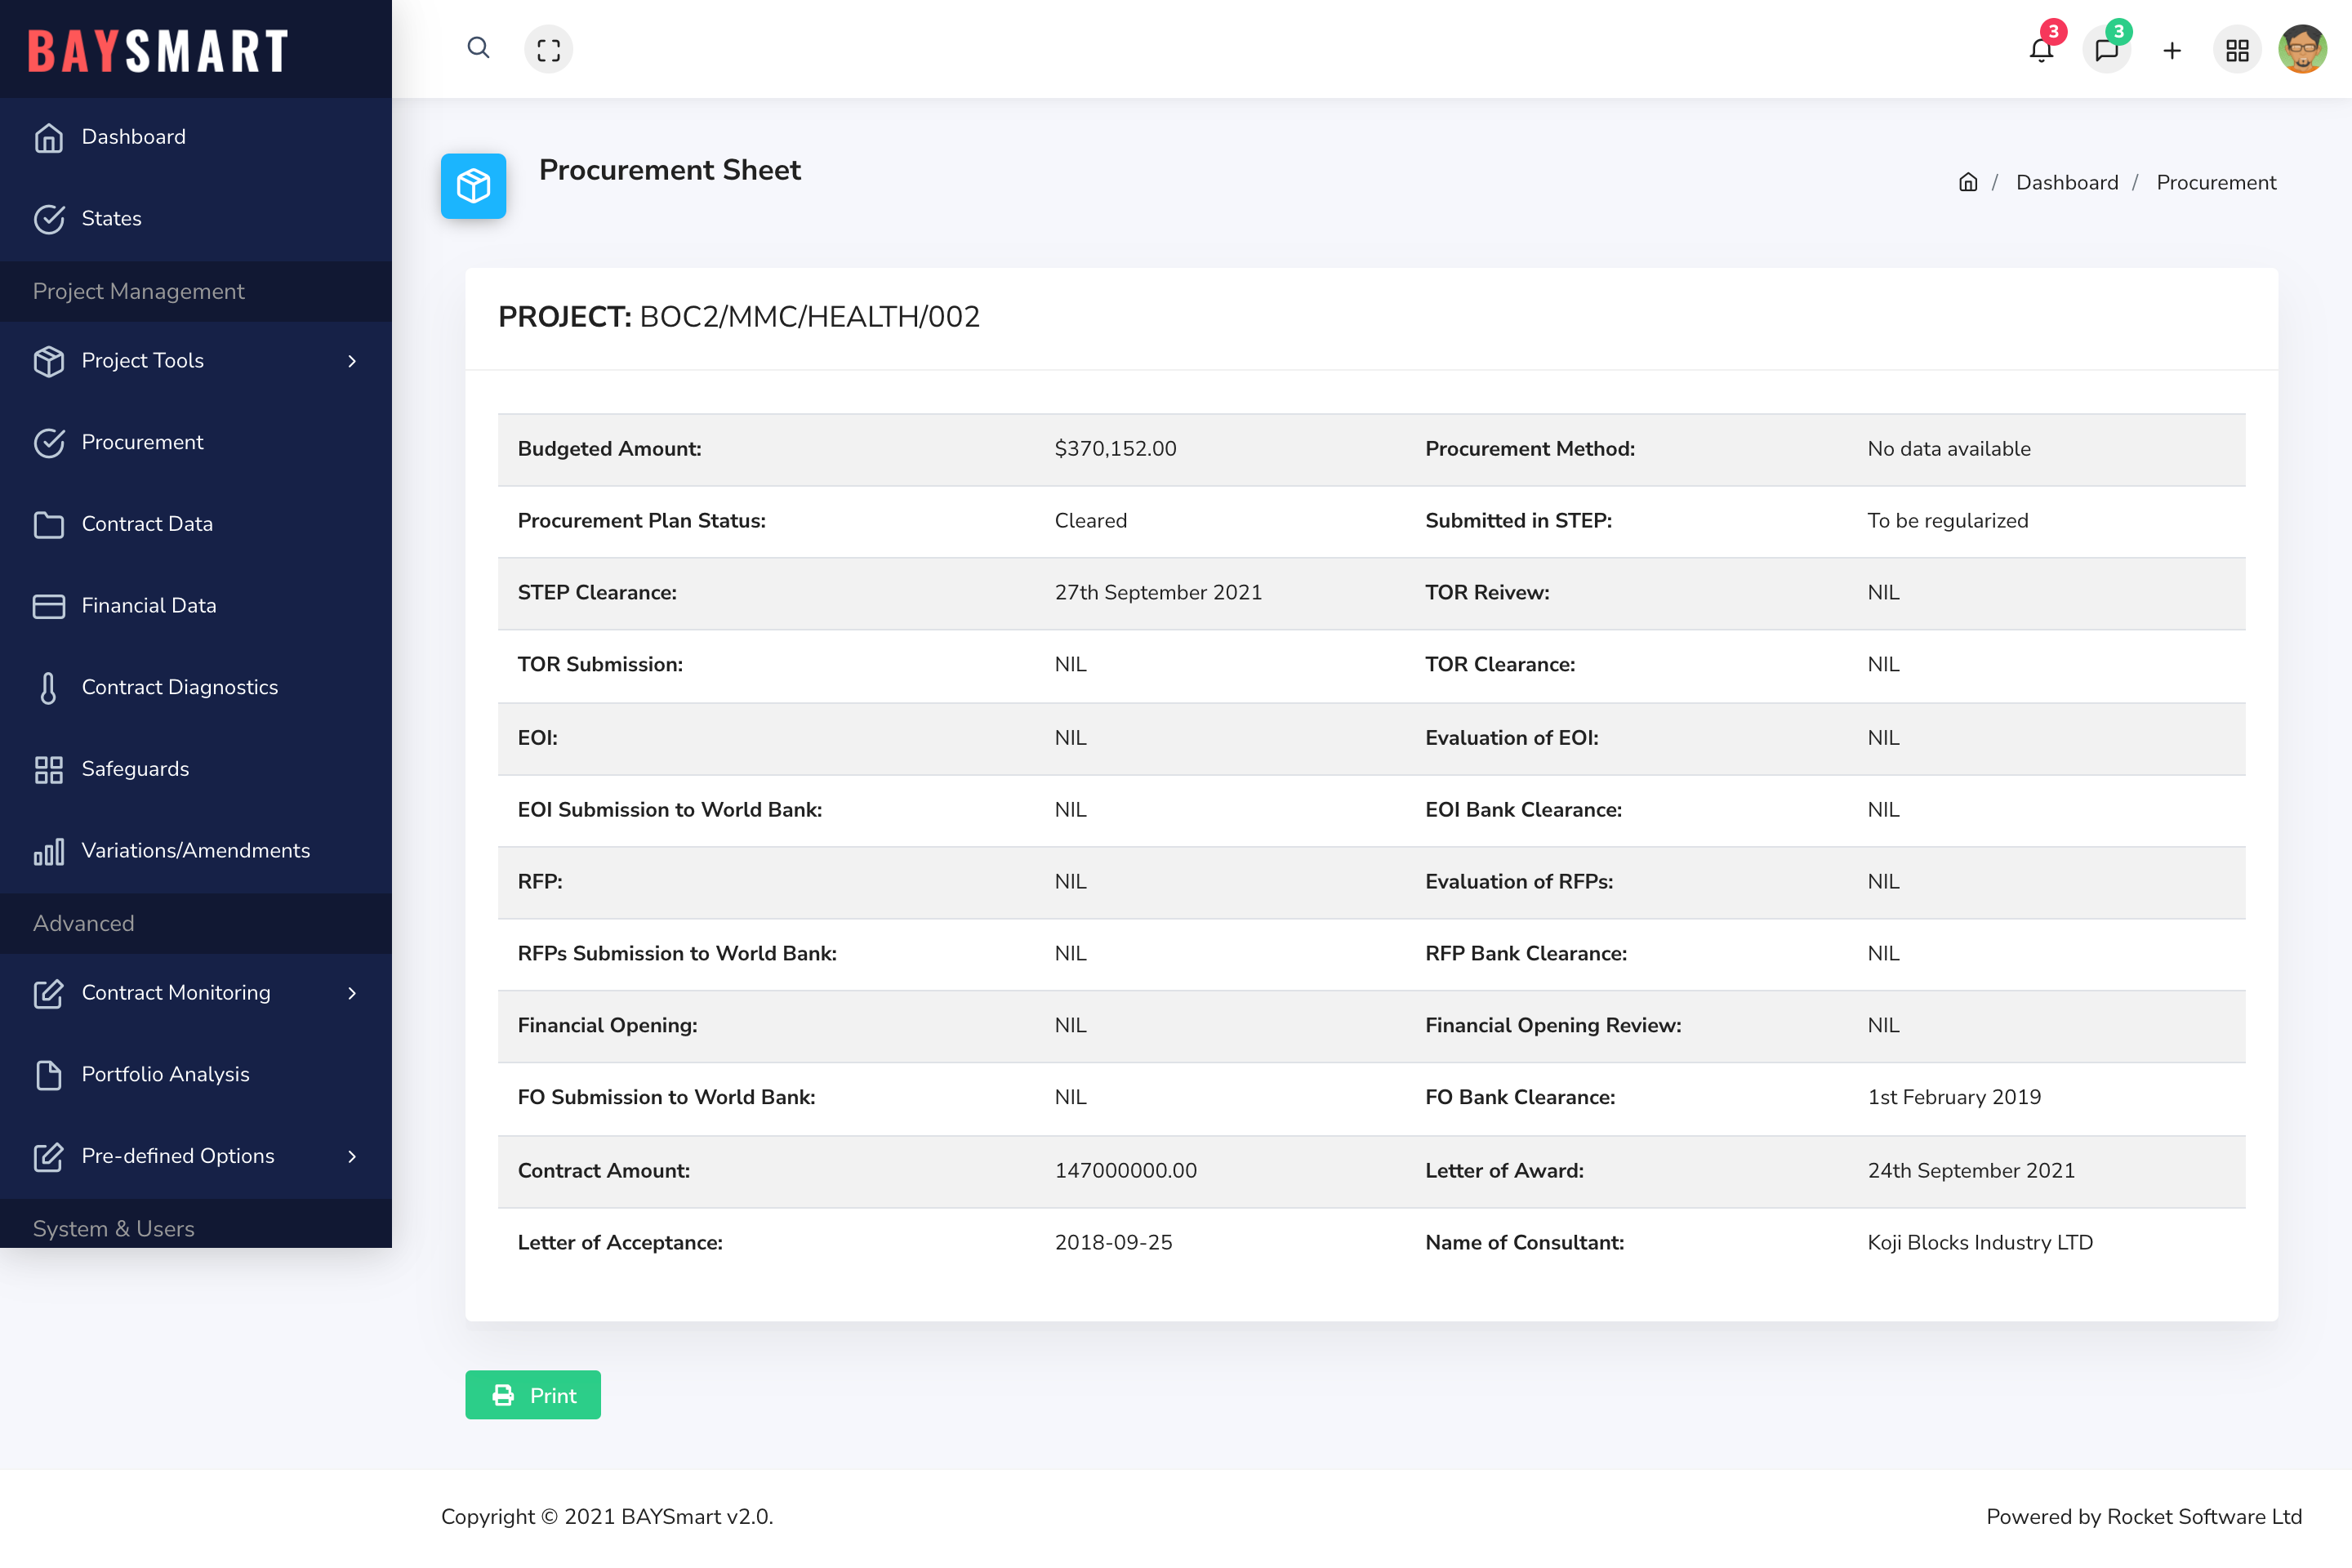 BAYSMART
3
3
Dashboard
States
Project Management
Project Tools
Procurement
Contract Data
Financial Data
Contract Diagnostics
Safeguards
Variations/Amendments
Advanced
Contract Monitoring
Portfolio Analysis
Pre-defined Options
System & Users
Procurement Sheet
/ Dashboard / Procurement
PROJECT: BOC2/MMC/HEALTH/002
Budgeted Amount: $370,152.00 Procurement Method: No data available
Procurement Plan Status: Cleared Submitted in STEP: To be regularized
STEP Clearance: 27th September 2021 TOR Reivew: NIL
TOR Submission: NIL TOR Clearance: NIL
EOI: NIL Evaluation of EOI: NIL
EOI Submission to World Bank: NIL EOI Bank Clearance: NIL
RFP: NIL Evaluation of RFPs: NIL
RFPs Submission to World Bank: NIL RFP Bank Clearance: NIL
Financial Opening: NIL Financial Opening Review: NIL
FO Submission to World Bank: NIL FO Bank Clearance: 1st February 2019
Contract Amount: 147000000.00 Letter of Award: 24th September 2021
Letter of Acceptance: 2018-09-25 Name of Consultant: Koji Blocks Industry LTD
Print
Copyright © 2021 BAYSmart v2.0.
Powered by Rocket Software Ltd